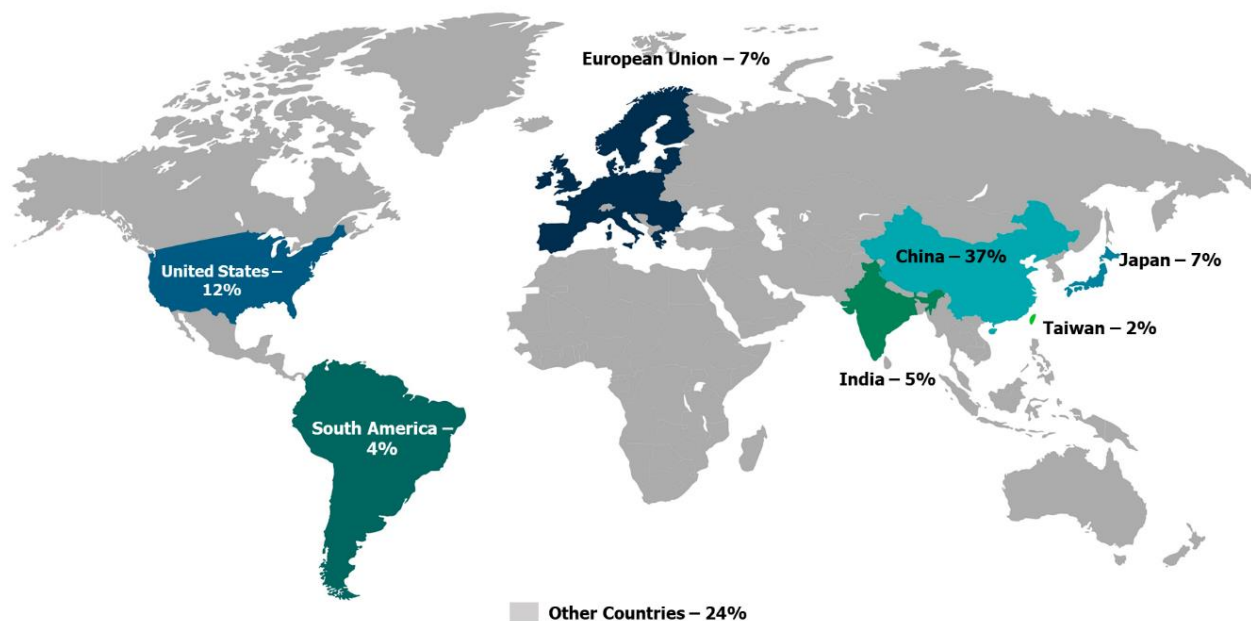 European Union – 7%
United States –
12%
China – 37%
Japan – 7%
Taiwan – 2%
India – 5%
South America –
4%
Other Countries – 24%